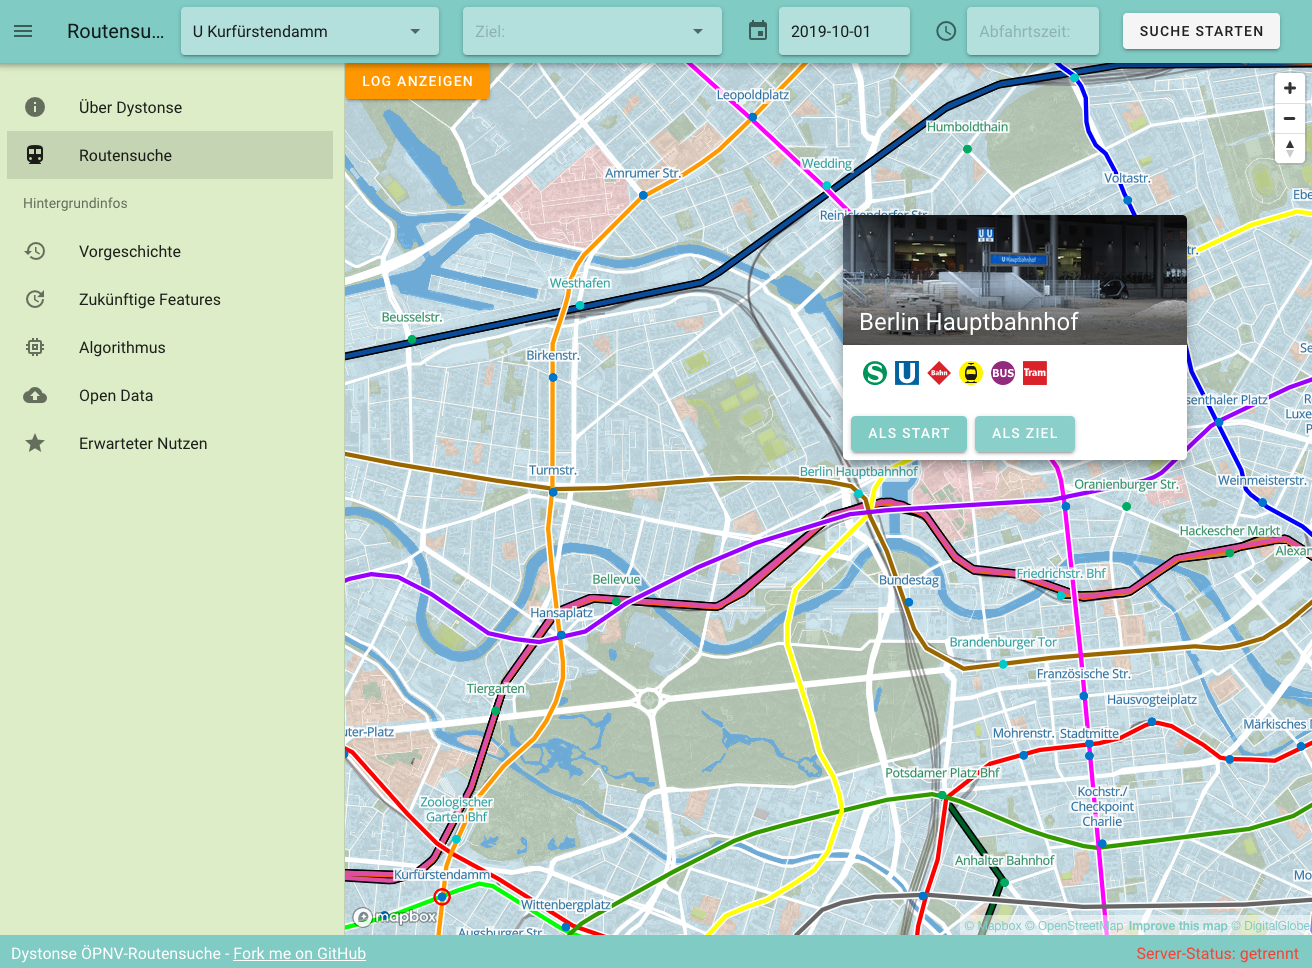 Routensu...
U Kurfürstendamm
Ziel:
2019-10-01
Abfahrtszeit:
SUCHE STARTEN
LOG ANZEIGEN
Über Dystonse
Routensuche
Hintergrundinfos
Vorgeschichte
Zukünftige Features
Algorithmus
Open Data
Erwarteter Nutzen
Leopoldplatz
Humboldthain
Wedding
Amrumer Str.
Voltastr.
Reinickendorfer Str.
Westhafen
Beusselstr.
Birkenstr.
U Hauptbahnhof
Berlin Hauptbahnhof
S U Bahn BUS Tram
ALS START
ALS ZIEL
senthaler Platz
Turmstr.
Berlin Hauptbahnhof
Oranienburger Str.
Weinmeisterstr.
Hackescher Markt
Alexan
Bellevue
Bundestag
Friedrichstr. Bhf
Hansaplatz
Brandenburger Tor
Französische Str.
Tiergarten
Hausvogteiplatz
uter-Platz
Mohrenstr.
Stadtmitte
Märkisches
Potsdamer Platz Bhf
Zoologischer
Garten Bhf
Kochstr./
Checkpoint
Charlie
Anhalter Bahnhof
Kurfürstendamm
Wittenbergplatz
Augsburger Str.
mapbox
© Mapbox © OpenStreetMap Improve this map © DigitalGlobe
Dystonse ÖPNV-Routensuche - Fork me on GitHub
Server-Status: getrennt